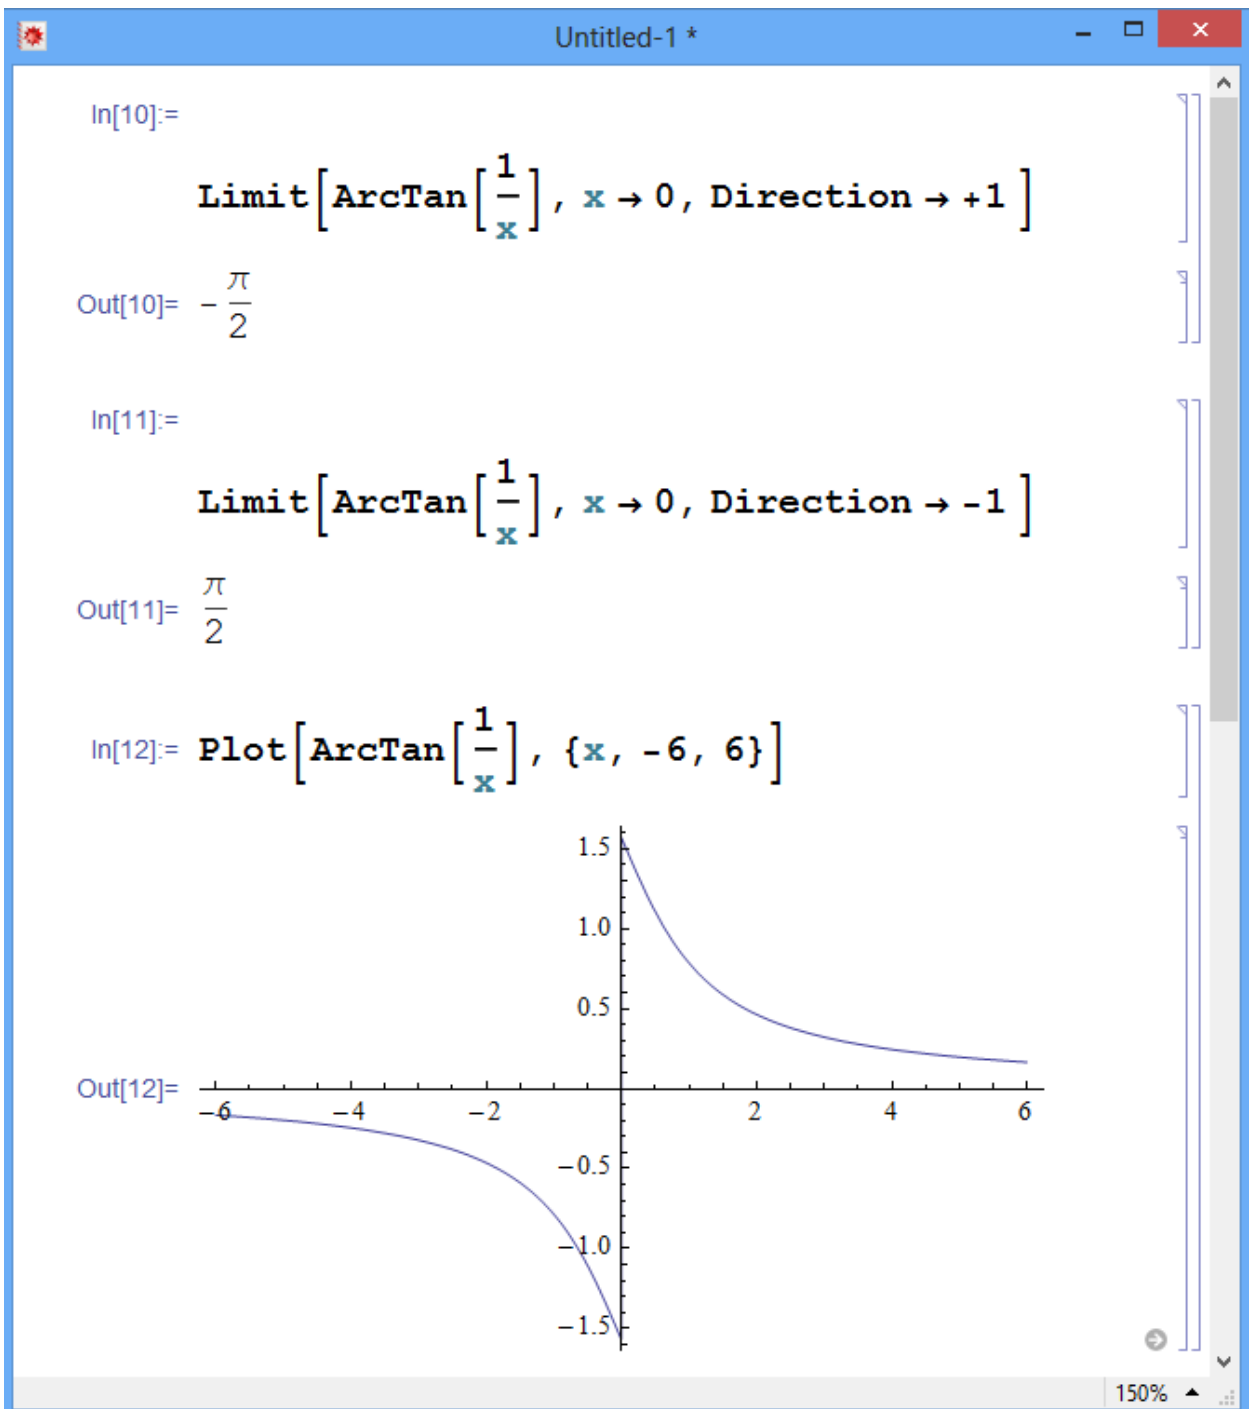 Untitled-1 *
In[10]:=
Limit[ArcTan[1/x], x → 0, Direction → +1 ]
Out[10]= -π/2
In[11]:=
Limit[ArcTan[1/x], x → 0, Direction → -1 ]
Out[11]= π/2
In[12]:= Plot[ArcTan[1/x], {x, -6, 6}]
1.5
1.0
0.5
Out[12]=
-6 -4 -2 2 4 6
-0.5
-1.0
-1.5
150%